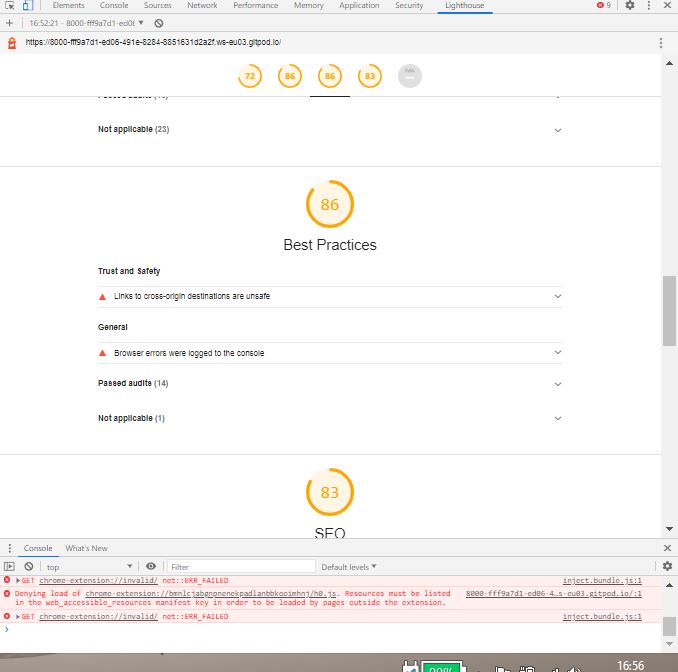 Elements Console Sources Network Performance Memory Application Security Lighthouse 9
16:52:21 - 8000-fff9a7d1-ed0
https://8000-fff9a7d1-ed06-491e-8284-8851631d2a2f.ws-eu03.gitpod.io/
72 86 86 83
Passed audits
Not applicable (23)
86
Best Practices
Trust and Safety
Links to cross-origin destinations are unsafe
General
Browser errors were logged to the console
Passed audits (14)
Not applicable (1)
83
SEO
Console What's New
top Filter Default levels
GET chrome-extension://invalid/ net::ERR_FAILED inject.bundle.js:1
Denying load of chrome-extension://bmnlcjabgnpnenekpadlanbbkooimhnj/h0.js. Resources must be listed 8000-fff9a7d1-ed06-4…s-eu03.gitpod.io/:1
in the web_accessible_resources manifest key in order to be loaded by pages outside the extension.
GET chrome-extension://invalid/ net::ERR_FAILED inject.bundle.js:1
16:56